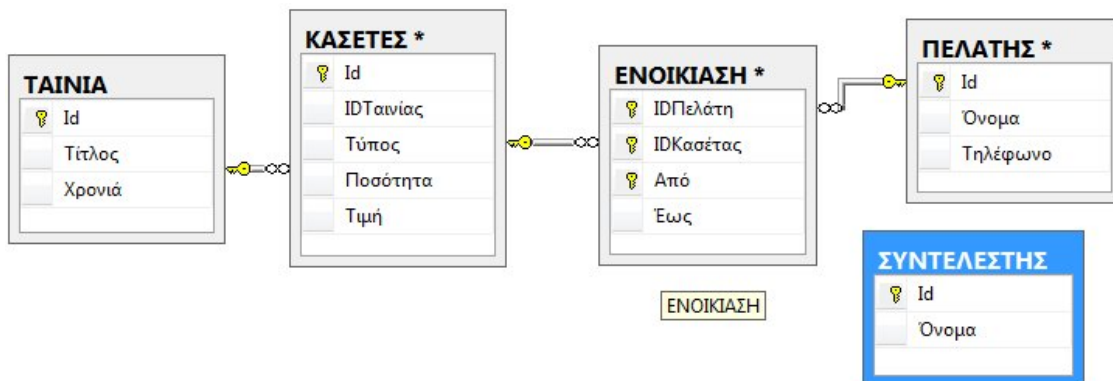 ΤΑΙΝΙΑ
Id
Τίτλος
Χρονιά
ΚΑΣΕΤΕΣ *
Id
IDΤαινίας
Τύπος
Ποσότητα
Τιμή
ΕΝΟΙΚΙΑΣΗ *
IDΠελάτη
IDΚασέτας
Από
Έως
ΠΕΛΑΤΗΣ *
Id
Όνομα
Τηλέφωνο
ΕΝΟΙΚΙΑΣΗ
ΣΥΝΤΕΛΕΣΤΗΣ
Id
Όνομα